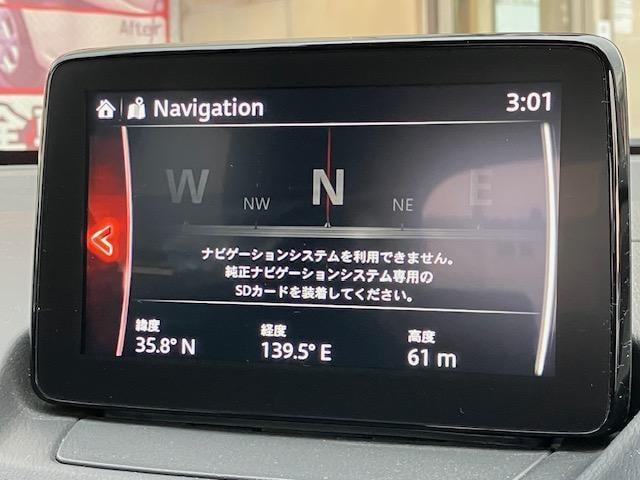 After
Navigation
3:01
W NW N NE E
ナビゲーションシステムを利用できません。
純正ナビゲーションシステム専用の
SDカードを装着してください。
緯度 経度 高度
35.8° N 139.5° E 61 m